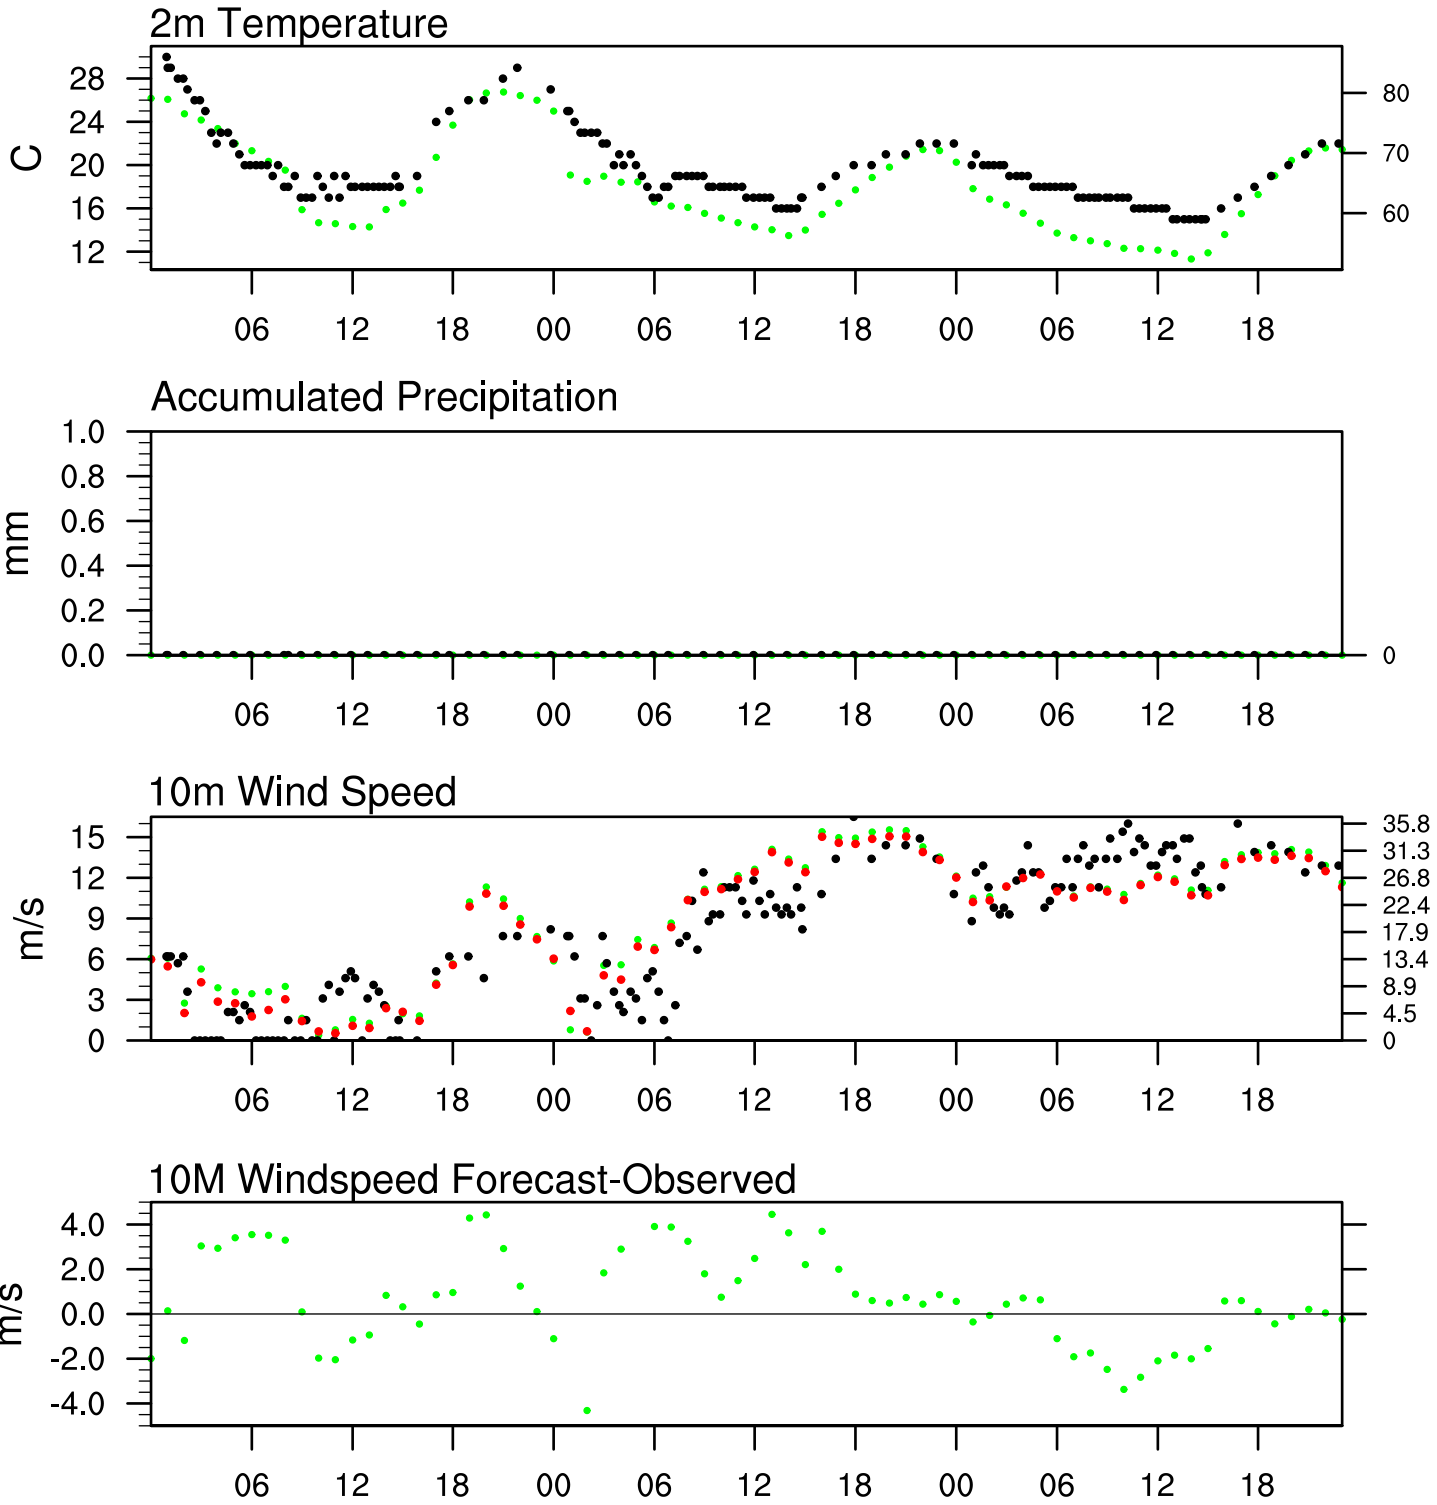 2m Temperature
28
24
20
16
12
C
80
70
60
06 12 18 00 06 12 18 00 06 12 18
Accumulated Precipitation
1.0
0.8
0.6
0.4
0.2
0.0
mm
0
06 12 18 00 06 12 18 00 06 12 18
10m Wind Speed
15
12
9
6
3
0
m/s
35.8
31.3
26.8
22.4
17.9
13.4
8.9
4.5
0
06 12 18 00 06 12 18 00 06 12 18
10M Windspeed Forecast-Observed
4.0
2.0
0.0
-2.0
-4.0
m/s
06 12 18 00 06 12 18 00 06 12 18